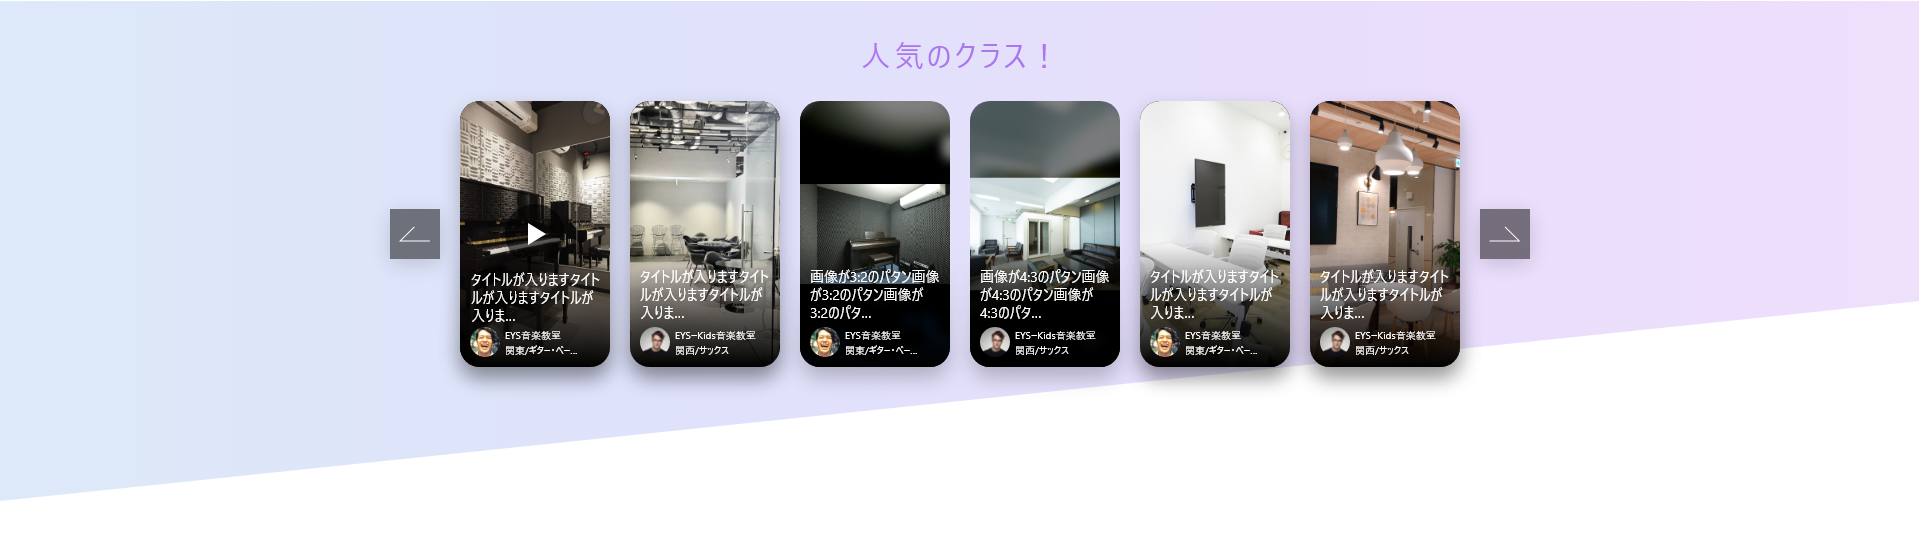 人気のクラス！
タイトルが入りますタイト
ルが入りますタイトルが
入りま...
EYS音楽教室
関東/ギター・ベー...
タイトルが入りますタイト
ルが入りますタイトルが
入りま...
EYS−Kids音楽教室
関西/サックス
画像が3:2のパタン画像
が3:2のパタン画像が
3:2のパタ...
EYS音楽教室
関東/ギター・ベー...
画像が4:3のパタン画像
が4:3のパタン画像が
4:3のパタ...
EYS−Kids音楽教室
関西/サックス
タイトルが入りますタイト
ルが入りますタイトルが
入りま...
EYS音楽教室
関東/ギター・ベー...
タイトルが入りますタイト
ルが入りますタイトルが
入りま...
EYS−Kids音楽教室
関西/サックス